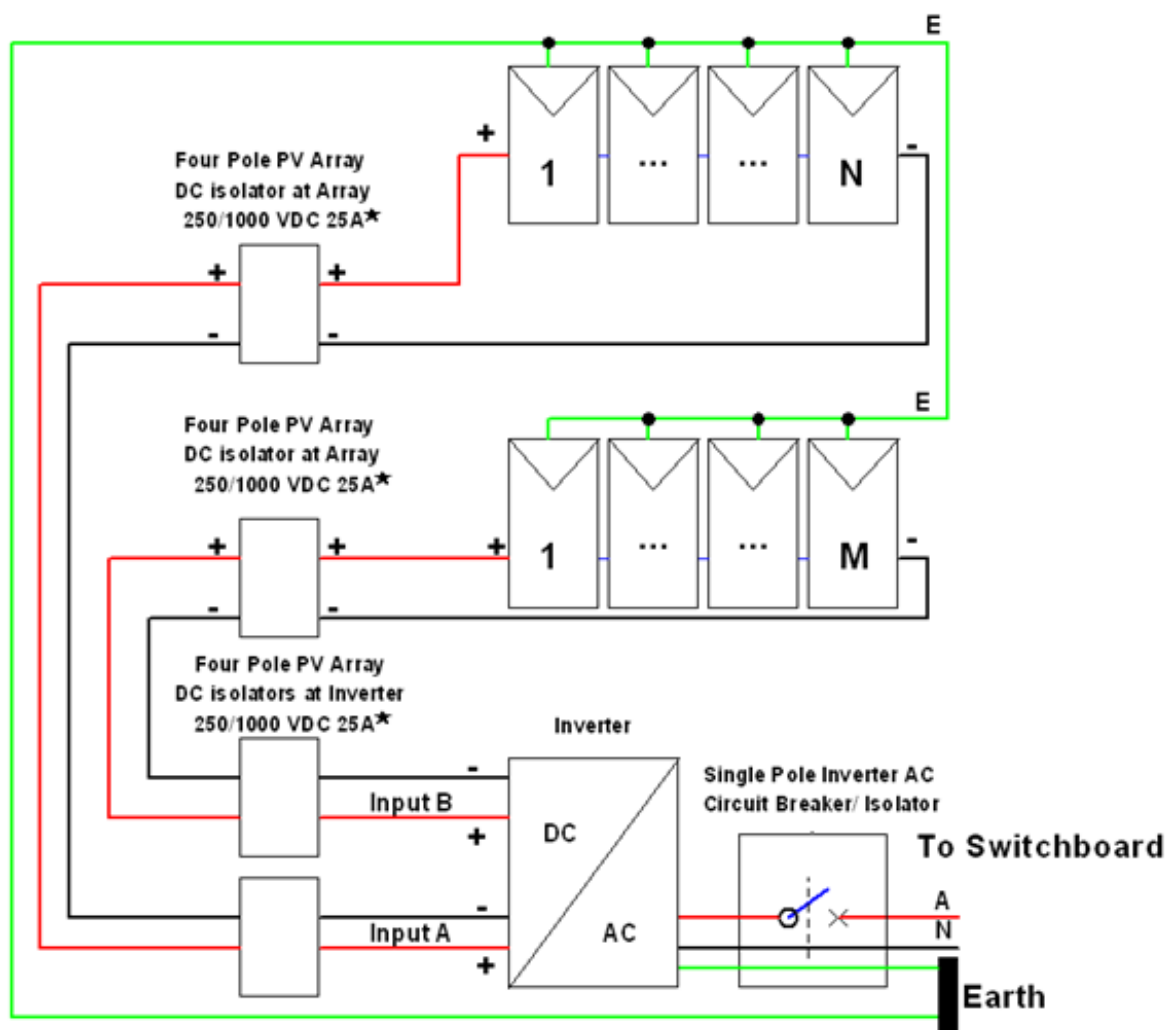 E
+
1
...
...
N
-
Four Pole PV Array
DC isolator at Array
250/1000 VDC 25A★
+
+
-
-
E
Four Pole PV Array
DC isolator at Array
250/1000 VDC 25A★
+
+
+
1
...
...
M
-
-
-
Four Pole PV Array
DC isolators at Inverter
250/1000 VDC 25A★
Inverter
-
Input B
+
DC
AC
-
Input A
+
Single Pole Inverter AC
Circuit Breaker/ Isolator
To Switchboard
A
N
Earth